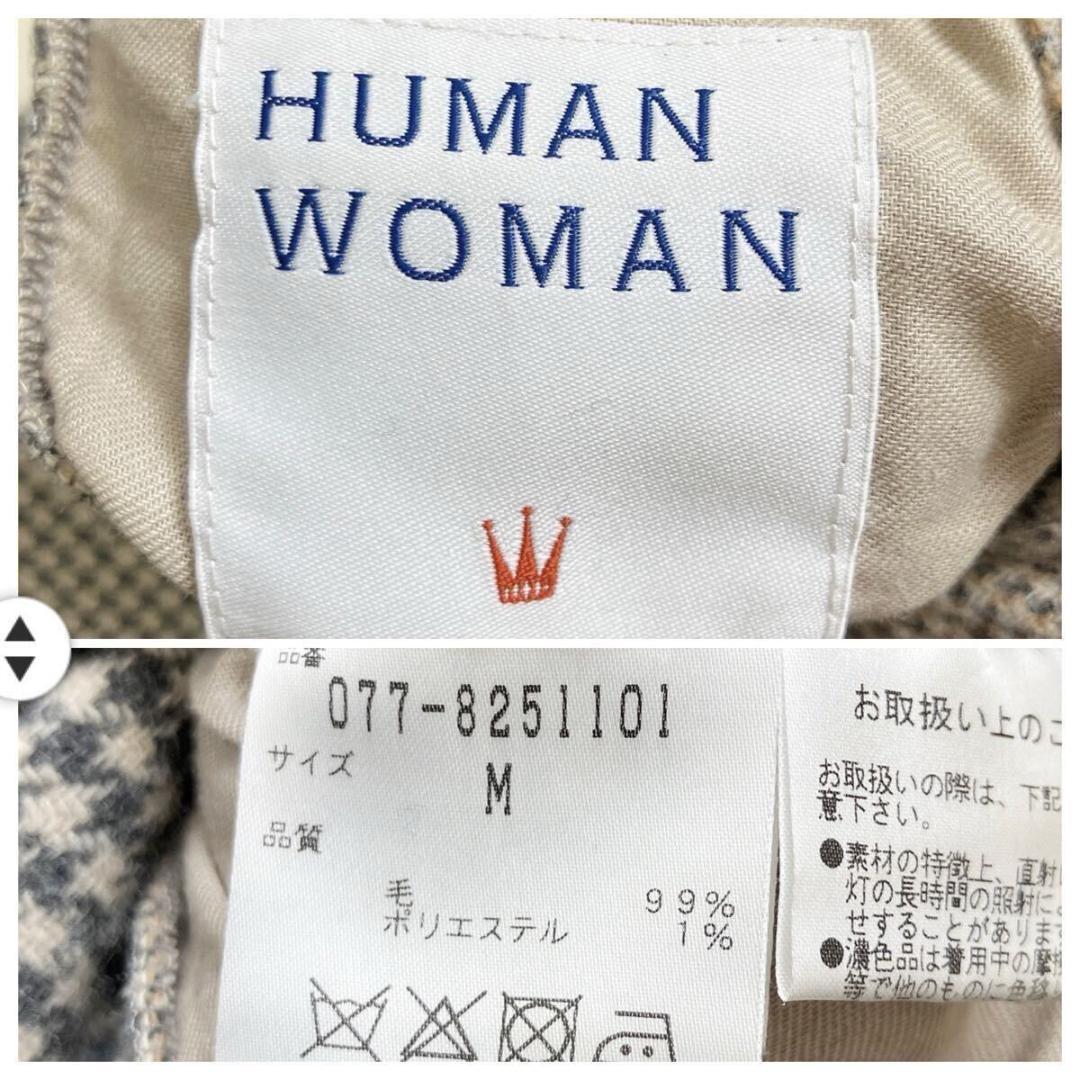 HUMAN
WOMAN
品番
077-8251101
サイズ
M
品質
毛 99%
ポリエステル 1%
お取扱い上のご
お取扱いの際は、下記
意下さい。
●素材の特徴上、直射
灯の長時間の照射によ
せすることがあります
●濃色品は着用中の摩擦
等で他のものに色移